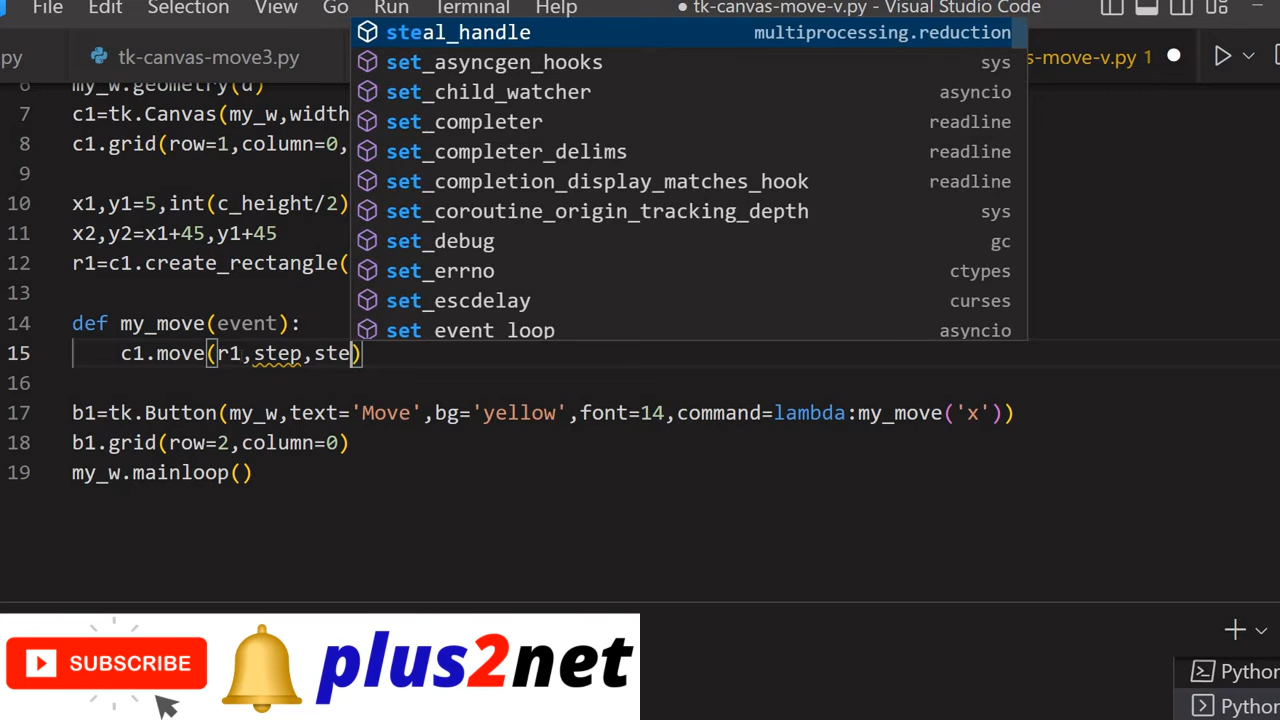 File Edit Selection View Go Run Terminal Help tk-canvas-move-v.py - Visual Studio Code
py tk-canvas-move3.py s-move-v.py 1
6 my_w.geometry(d)
7 c1=tk.Canvas(my_w,width
8 c1.grid(row=1,column=0,
9
10 x1,y1=5,int(c_height/2)
11 x2,y2=x1+45,y1+45
12 r1=c1.create_rectangle(
13
14 def my_move(event):
15 c1.move(r1,step,ste)
16
17 b1=tk.Button(my_w,text='Move',bg='yellow',font=14,command=lambda:my_move('x'))
18 b1.grid(row=2,column=0)
19 my_w.mainloop()
steal_handle multiprocessing.reduction
set_asyncgen_hooks sys
set_child_watcher asyncio
set_completer readline
set_completer_delims readline
set_completion_display_matches_hook readline
set_coroutine_origin_tracking_depth sys
set_debug gc
set_errno ctypes
set_escdelay curses
set_event_loop asyncio
SUBSCRIBE plus2net
Python
Python